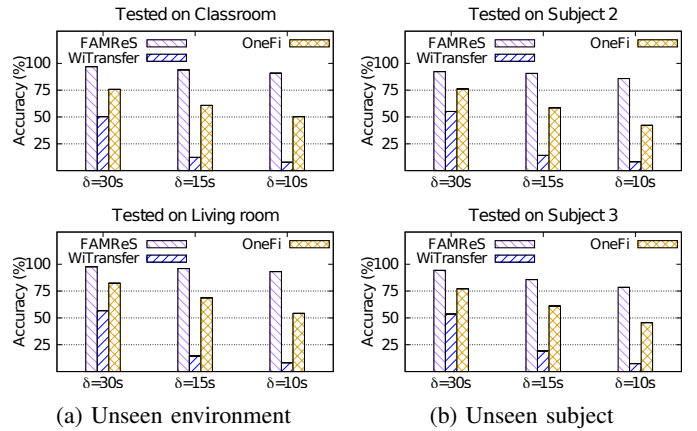 Tested on Classroom
Accuracy (%)
100
75
50
25
FAMReS
WiTransfer
OneFi
δ=30s δ=15s δ=10s
Tested on Subject 2
Accuracy (%)
100
75
50
25
FAMReS
WiTransfer
OneFi
δ=30s δ=15s δ=10s
Tested on Living room
Accuracy (%)
100
75
50
25
FAMReS
WiTransfer
OneFi
δ=30s δ=15s δ=10s
Tested on Subject 3
Accuracy (%)
100
75
50
25
FAMReS
WiTransfer
OneFi
δ=30s δ=15s δ=10s
(a) Unseen environment
(b) Unseen subject